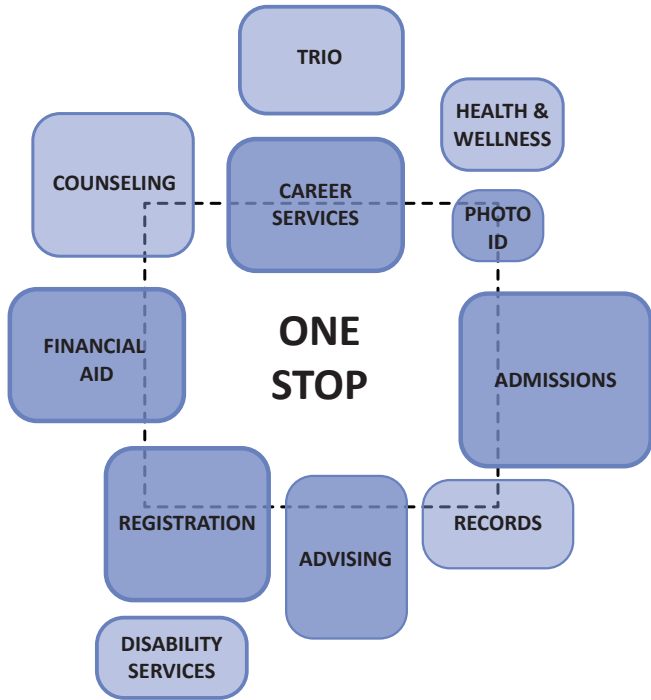 TRIO
HEALTH &
WELLNESS
COUNSELING
CAREER
SERVICES
PHOTO
ID
ONE
STOP
FINANCIAL
AID
ADMISSIONS
REGISTRATION
ADVISING
RECORDS
DISABILITY
SERVICES